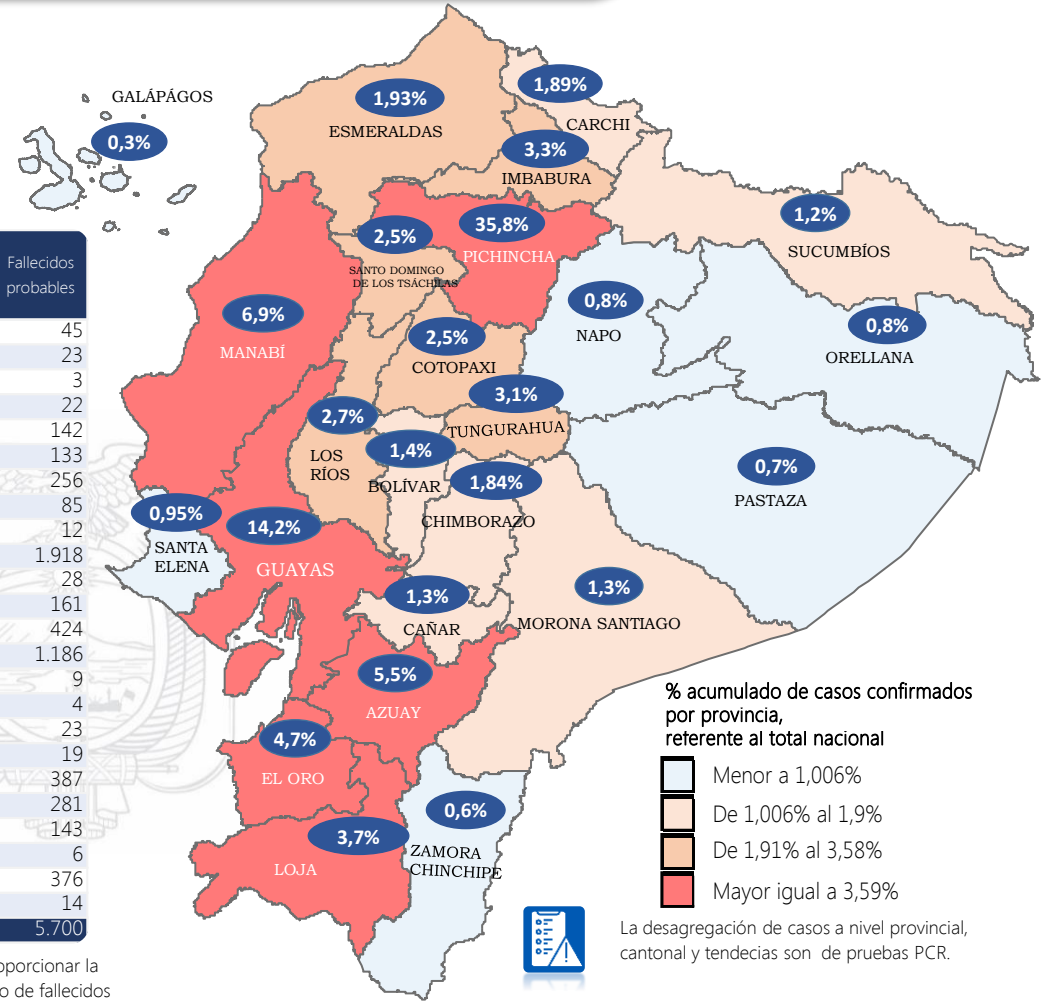 GALÁPÁGOS
0,3%
1,93%
ESMERALDAS
1,89%
CARCHI
3,3%
IMBABURA
1,2%
SUCUMBÍOS
35,8%
PICHINCHA
2,5%
SANTO DOMINGO
DE LOS TSÁCHILAS
6,9%
MANABÍ
0,8%
NAPO
0,8%
ORELLANA
2,5%
COTOPAXI
3,1%
TUNGURAHUA
2,7%
LOS
RÍOS
1,4%
BOLÍVAR
1,84%
CHIMBORAZO
0,7%
PASTAZA
0,95%
SANTA
ELENA
14,2%
GUAYAS
1,3%
CAÑAR
1,3%
MORONA SANTIAGO
5,5%
AZUAY
4,7%
EL ORO
3,7%
LOJA
0,6%
ZAMORA
CHINCHIPE
Fallecidos
probables
45
23
3
22
142
133
256
85
12
1.918
28
161
424
1.186
9
4
23
19
387
281
143
6
376
14
5.700
oporcionar la
o de fallecidos
% acumulado de casos confirmados
por provincia,
referente al total nacional
Menor a 1,006%
De 1,006% al 1,9%
De 1,91% al 3,58%
Mayor igual a 3,59%
La desagregación de casos a nivel provincial,
cantonal y tendecias son de pruebas PCR.